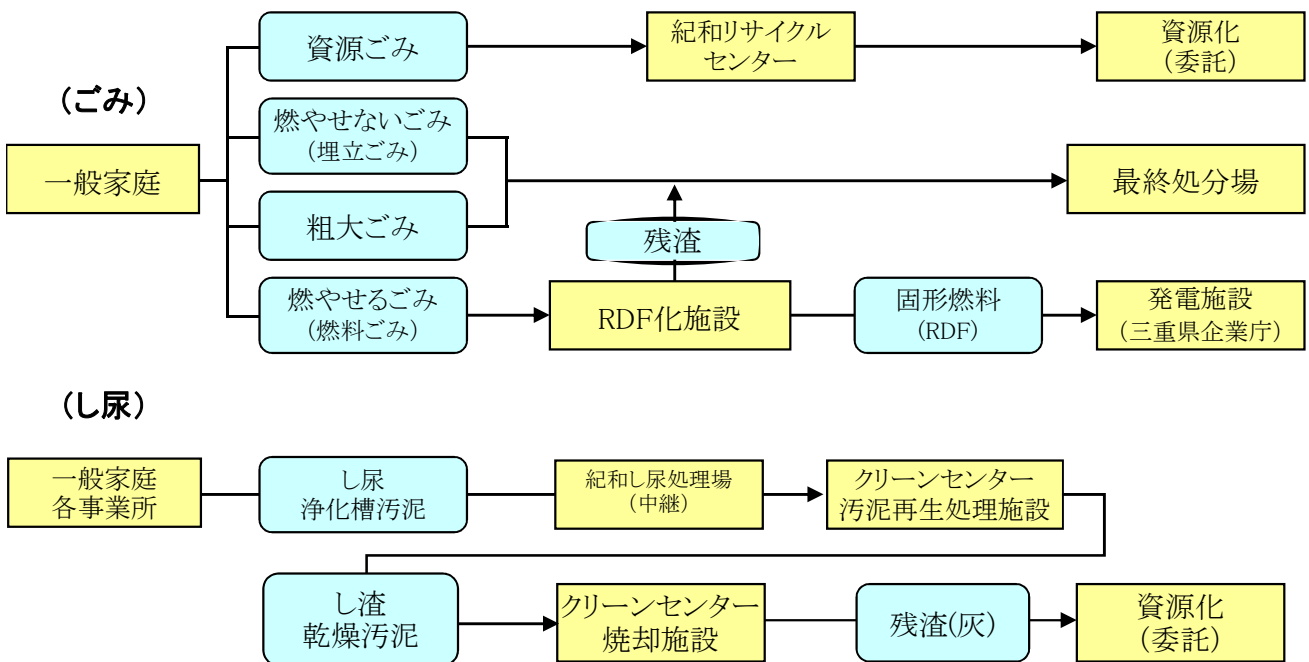 (ごみ)
一般家庭
資源ごみ
紀和リサイクル
センター
資源化
(委託)
燃やせないごみ
(埋立ごみ)
粗大ごみ
最終処分場
残渣
燃やせるごみ
(燃料ごみ)
RDF化施設
固形燃料
(RDF)
発電施設
(三重県企業庁)
(し尿)
一般家庭
各事業所
し尿
浄化槽汚泥
紀和し尿処理場
(中継)
クリーンセンター
汚泥再生処理施設
し渣
乾燥汚泥
クリーンセンター
焼却施設
残渣(灰)
資源化
(委託)